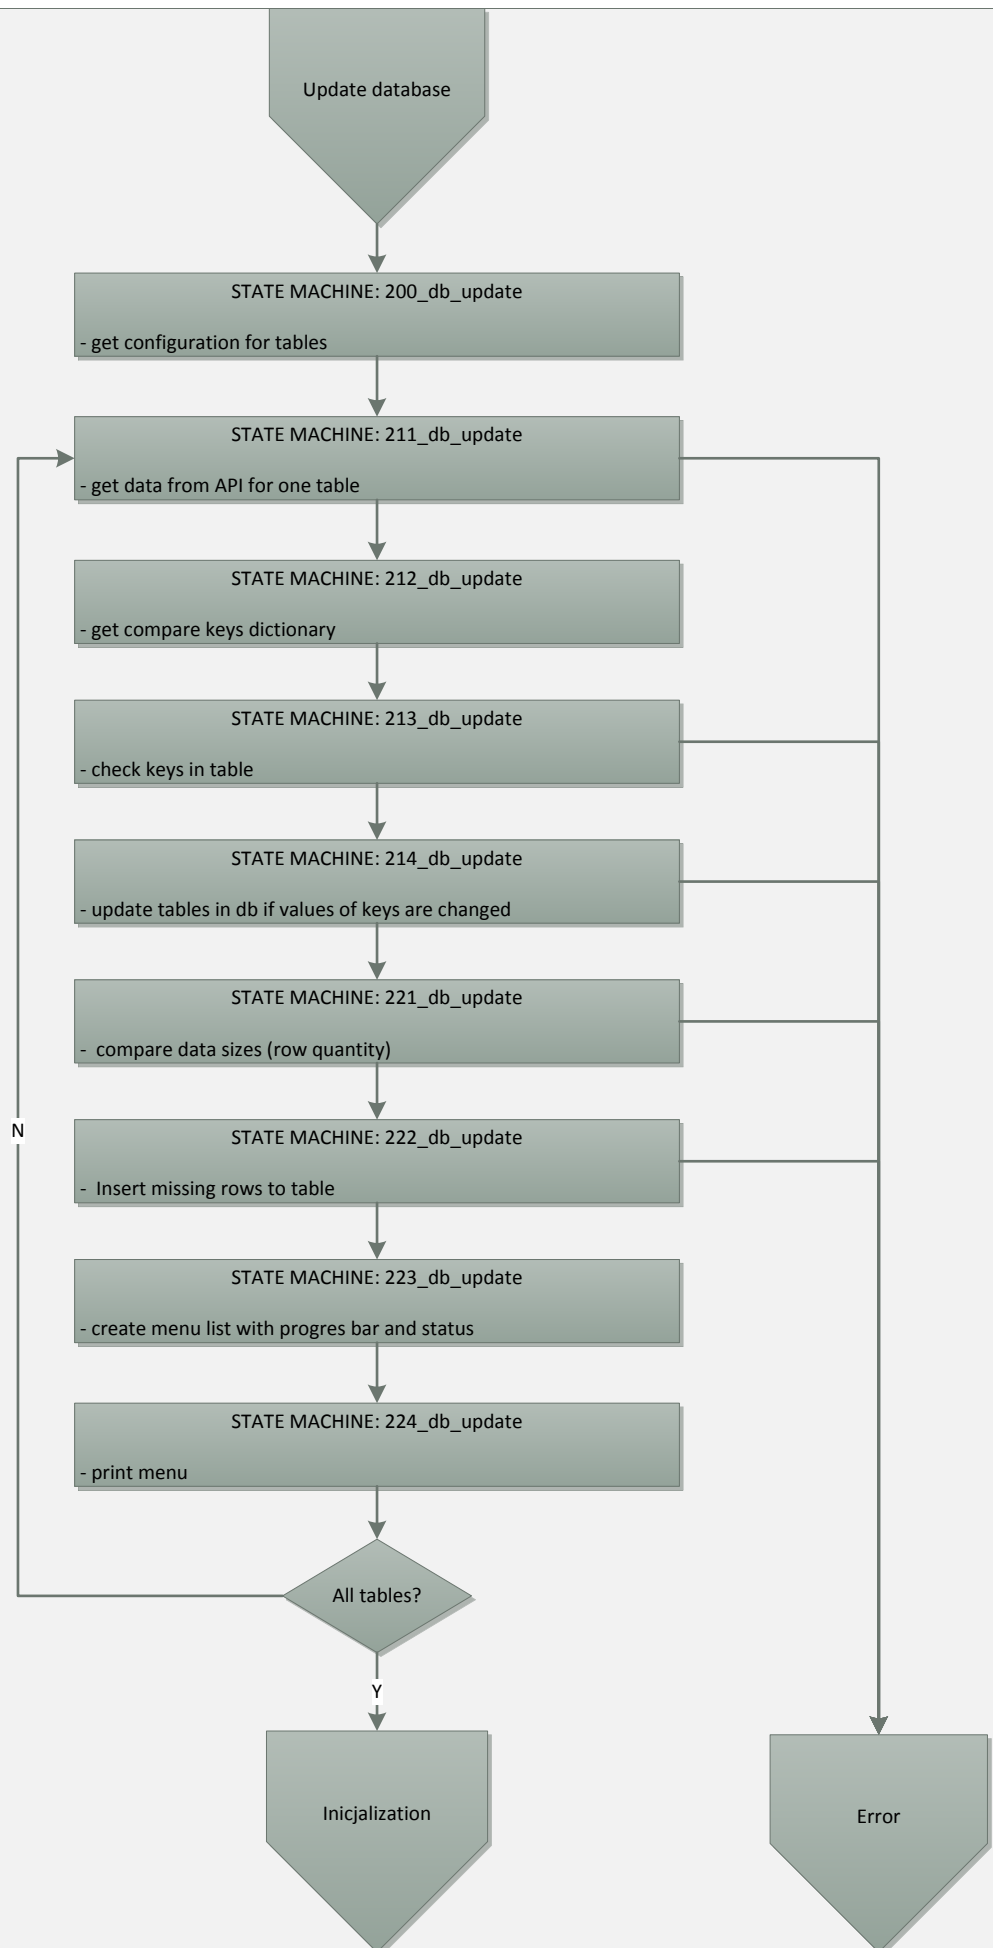 Update database
STATE MACHINE: 200_db_update
- get configuration for tables
STATE MACHINE: 211_db_update
- get data from API for one table
STATE MACHINE: 212_db_update
- get compare keys dictionary
STATE MACHINE: 213_db_update
- check keys in table
STATE MACHINE: 214_db_update
- update tables in db if values of keys are changed
STATE MACHINE: 221_db_update
- compare data sizes (row quantity)
N
STATE MACHINE: 222_db_update
- Insert missing rows to table
STATE MACHINE: 223_db_update
- create menu list with progres bar and status
STATE MACHINE: 224_db_update
- print menu
All tables?
Y
Inicjalization
Error